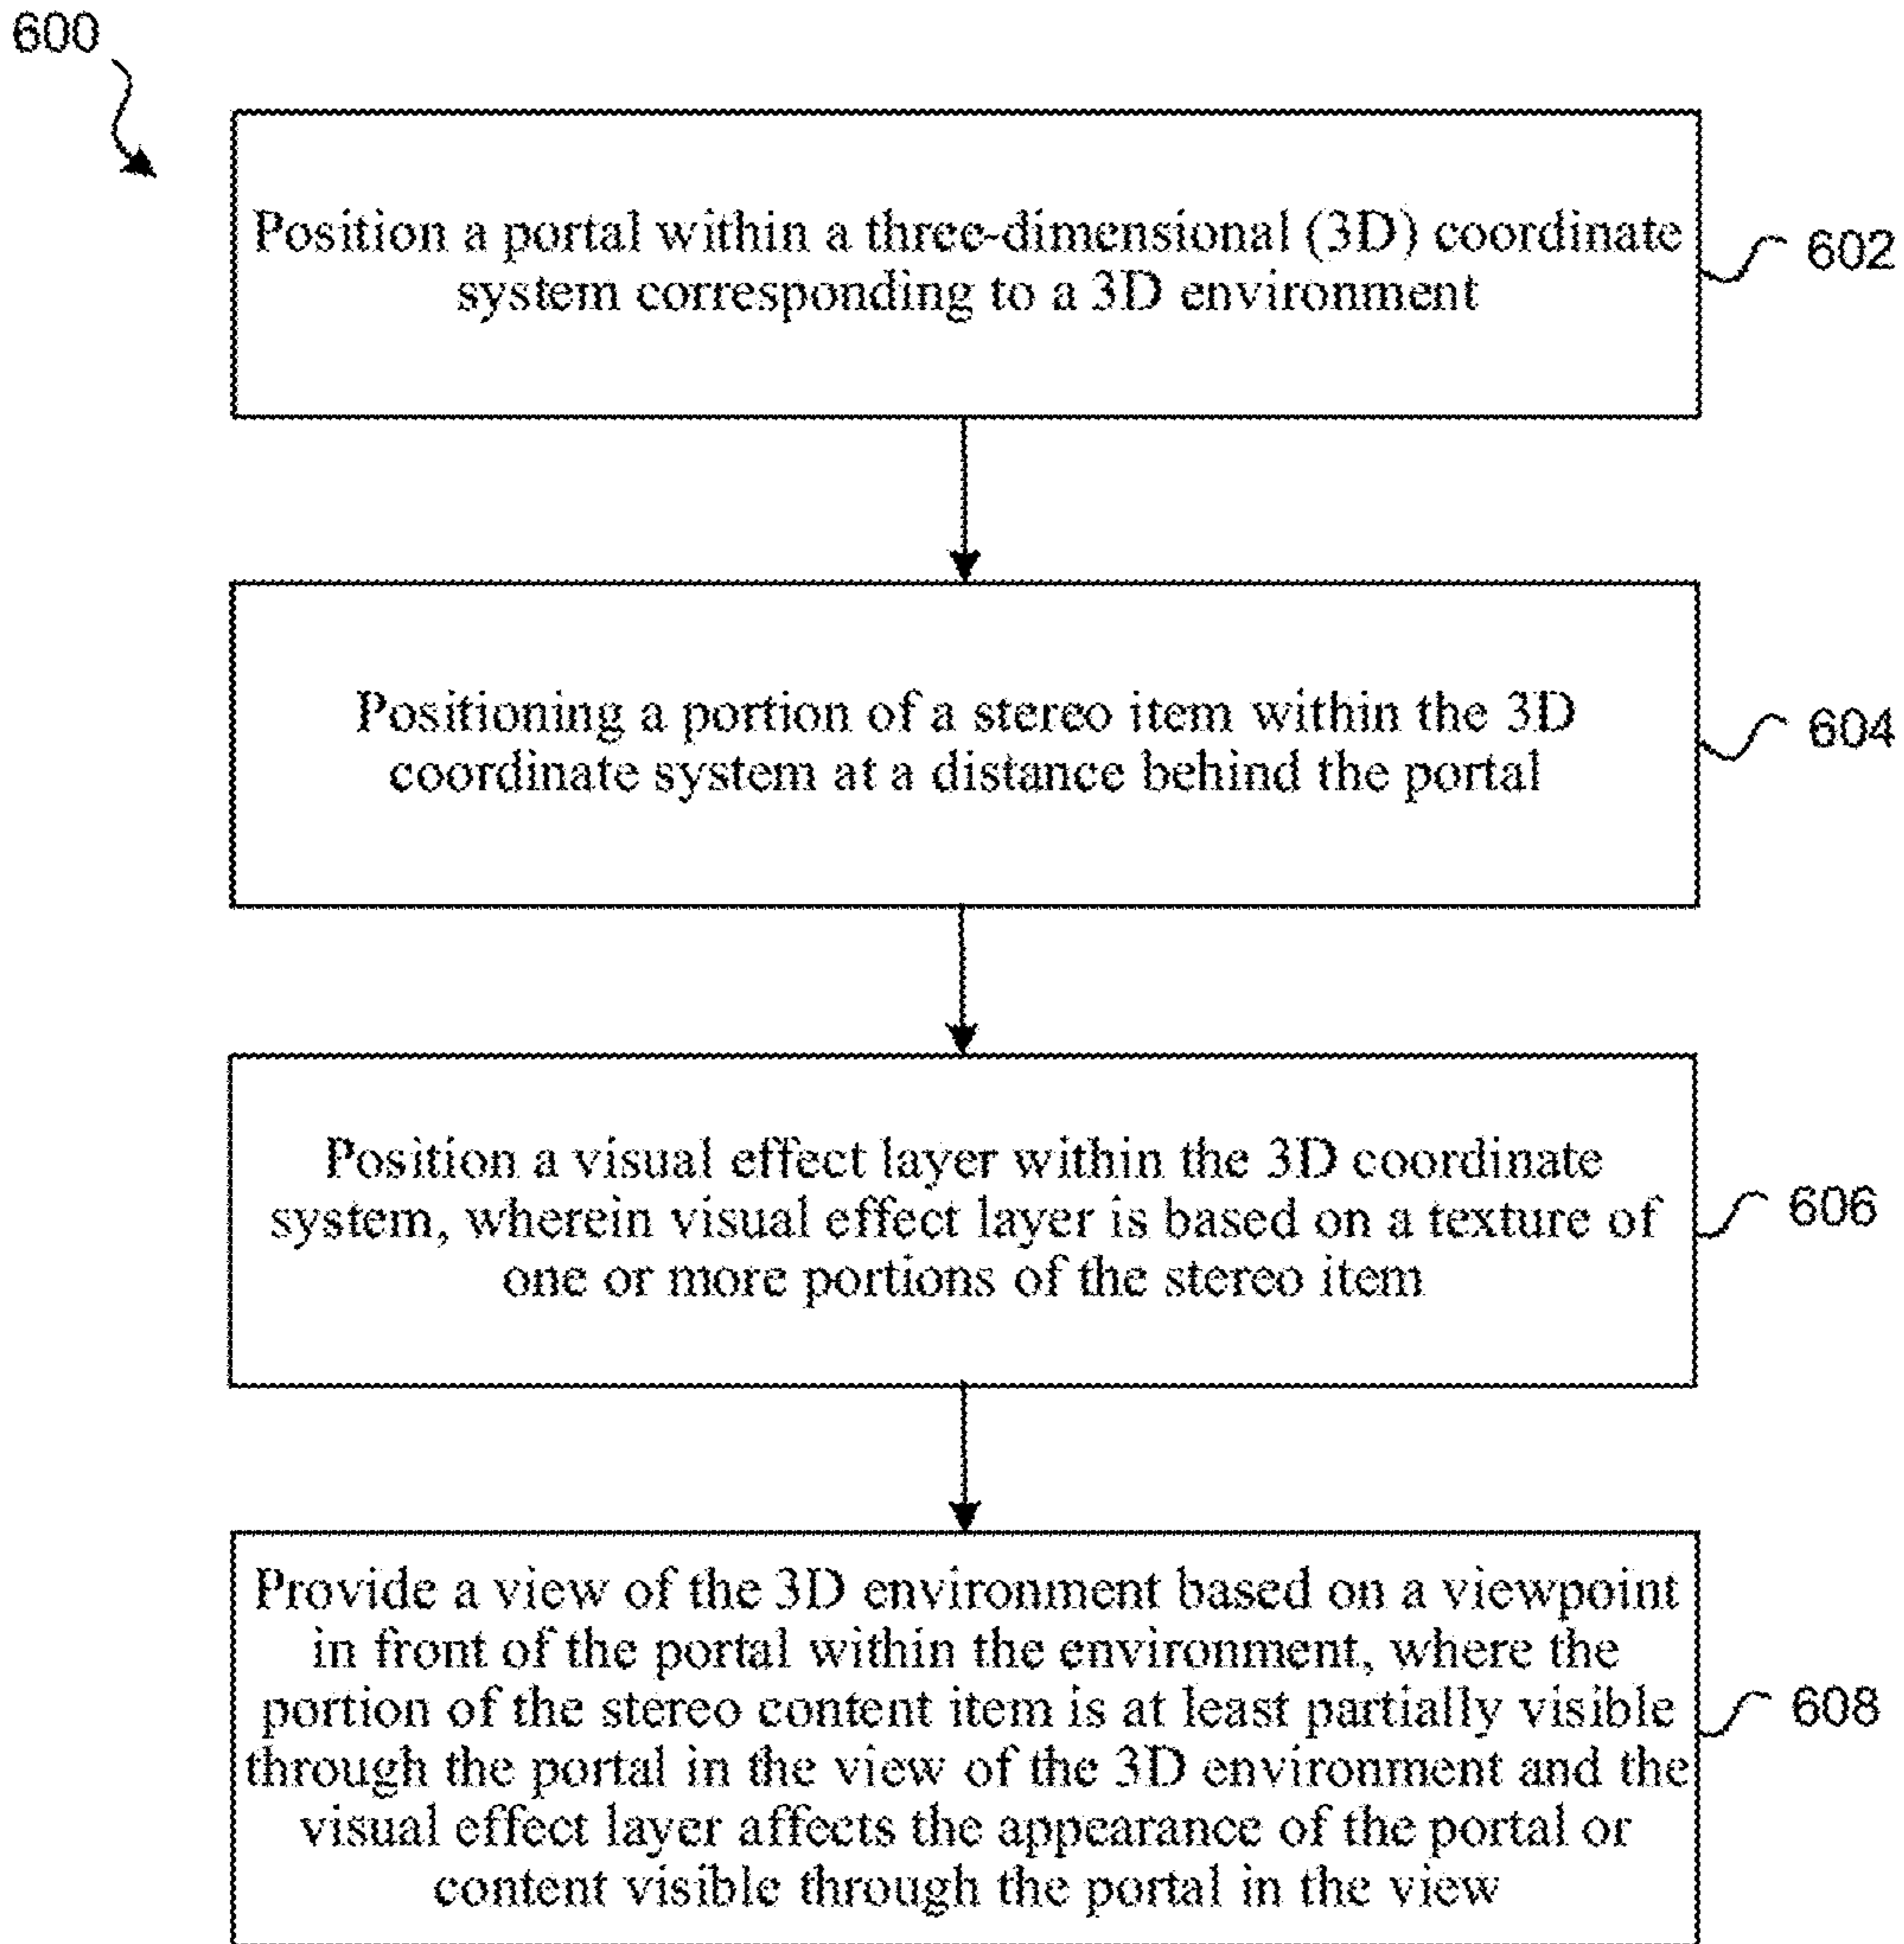 600
Position a portal within a three-dimensional (3D) coordinate
system corresponding to a 3D environment
602
Positioning a portion of a stereo item within the 3D
coordinate system at a distance behind the portal
604
Position a visual effect layer within the 3D coordinate
system, wherein visual effect layer is based on a texture of
one or more portions of the stereo item
606
Provide a view of the 3D environment based on a viewpoint
in front of the portal within the environment, where the
portion of the stereo content item is at least partially visible
through the portal in the view of the 3D environment and the
visual effect layer affects the appearance of the portal or
content visible through the portal in the view
608